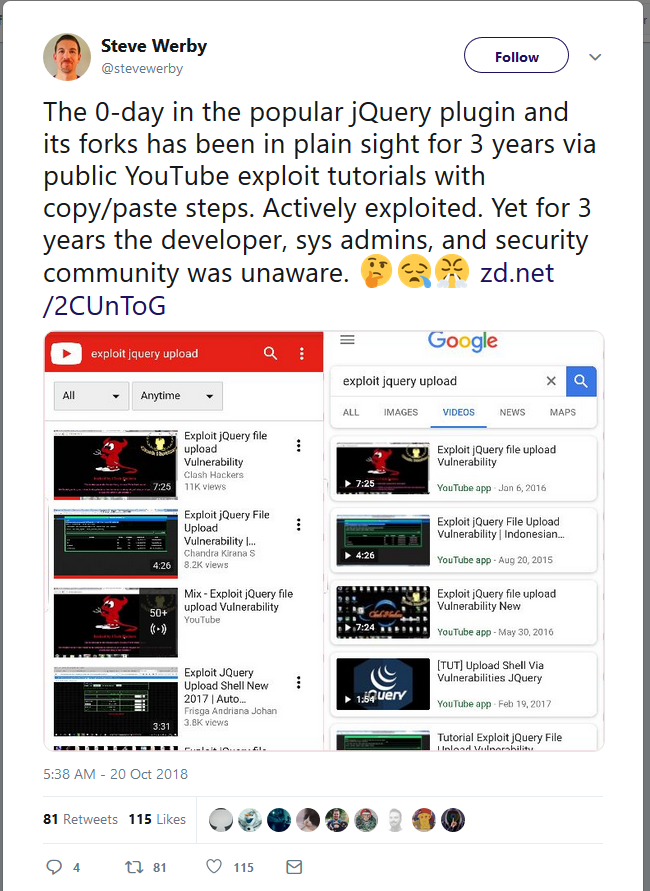 Steve Werby
@stevewerby
Follow
The 0-day in the popular jQuery plugin and
its forks has been in plain sight for 3 years via
public YouTube exploit tutorials with
copy/paste steps. Actively exploited. Yet for 3
years the developer, sys admins, and security
community was unaware. 🤔😪😤 zd.net
/2CUnToG
exploit jquery upload
All
Anytime
7:25
Exploit jQuery file
upload
Vulnerability
Clash Hackers
11K views
4:26
Exploit jQuery File
Upload
Vulnerability |...
Chandra Kirana S
8.2K views
50+
Mix - Exploit jQuery file
upload Vulnerability
YouTube
3:31
Exploit JQuery
Upload Shell New
2017 | Auto...
Frisga Andriana Johan
3.8K views
Google
exploit jquery upload
ALL IMAGES VIDEOS NEWS MAPS
7:25
Exploit jQuery file upload
Vulnerability
YouTube app - Jan 6, 2016
4:26
Exploit jQuery File Upload
Vulnerability | Indonesian...
YouTube app - Aug 20, 2015
7:24
Exploit jQuery file upload
Vulnerability New
YouTube app - May 30, 2016
jQuery
1:54
[TUT] Upload Shell Via
Vulnerabilities JQuery
YouTube app - Feb 19, 2017
Tutorial Exploit jQuery File
Upload Vulnerability
5:38 AM - 20 Oct 2018
81 Retweets 115 Likes
4 81 115